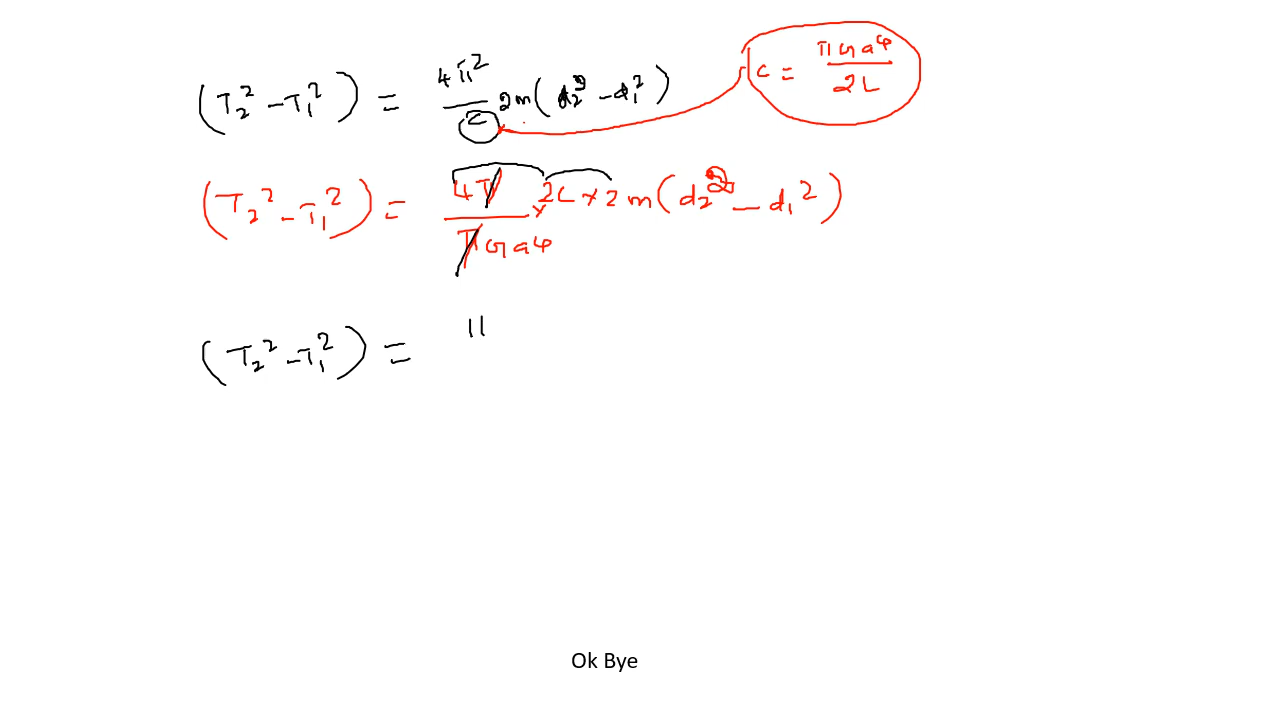 (T₂² - T₁²) = 4π²/C 2m(d₂² - d₁²) C = πGa⁴/2L
(T₂² - T₁²) = 4π/πGa⁴ × 2L × 2m(d₂² - d₁²)
(T₂² - T₁²) =
Ok Bye